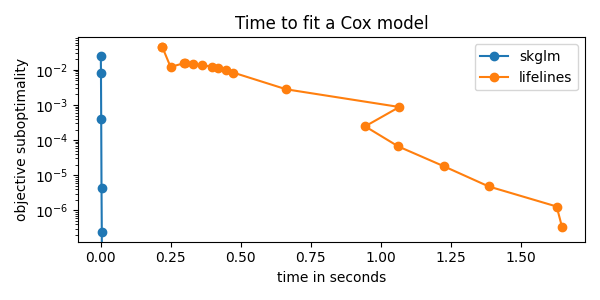 Time to fit a Cox model
objective suboptimality
10⁻²
10⁻³
10⁻⁴
10⁻⁵
10⁻⁶
skglm
lifelines
0.00 0.25 0.50 0.75 1.00 1.25 1.50
time in seconds